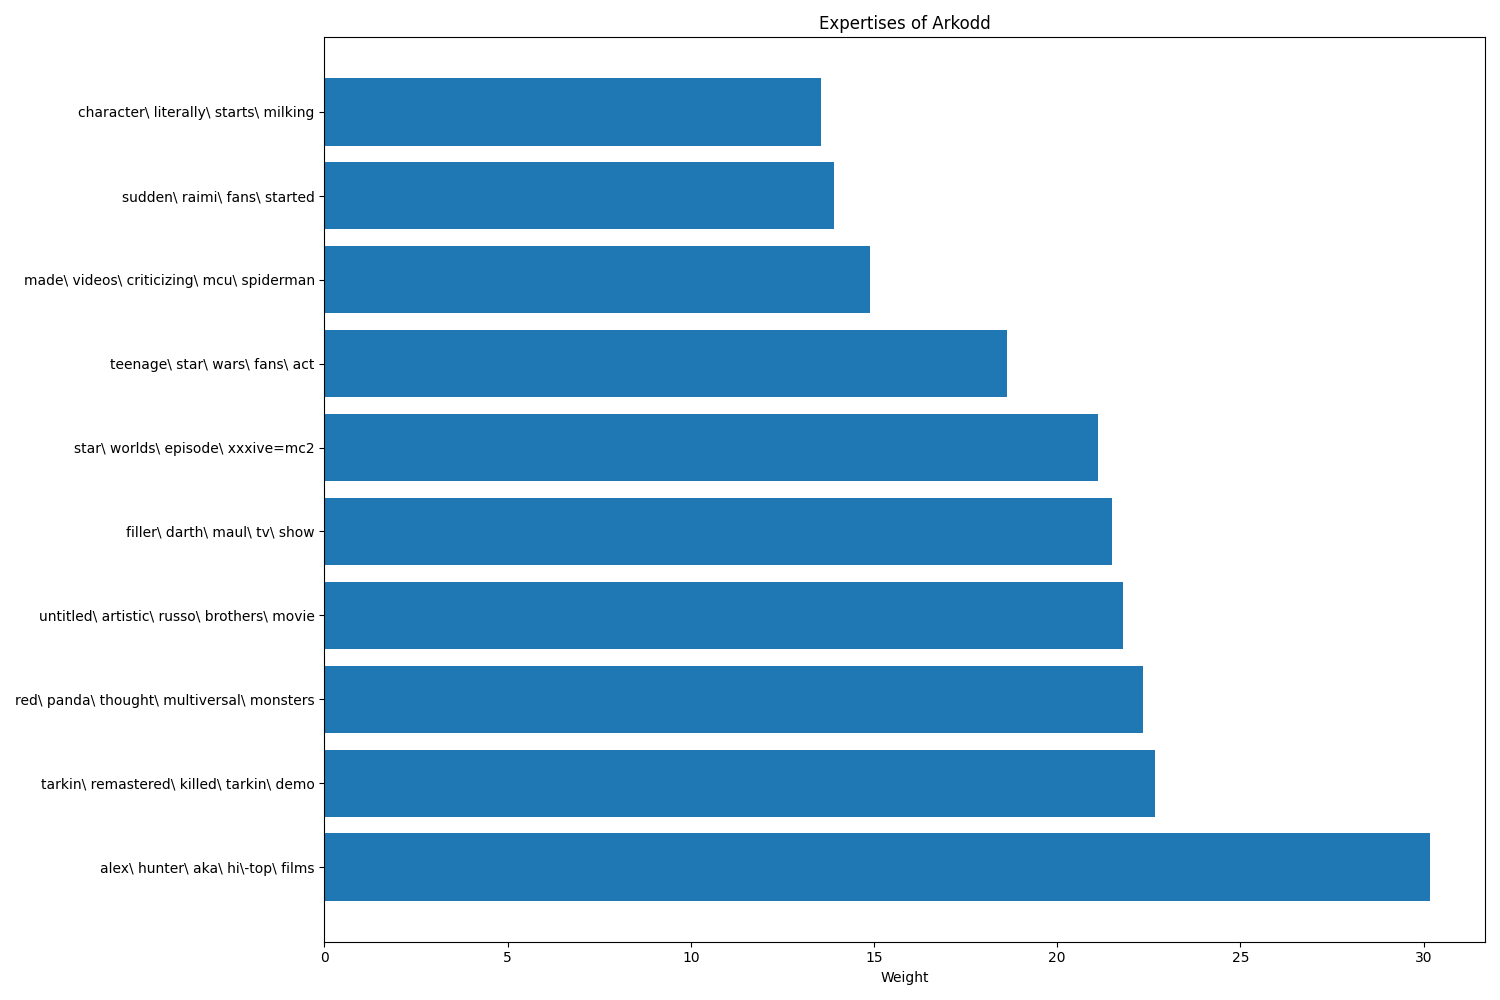 Expertises of Arkodd
character\ literally\ starts\ milking
sudden\ raimi\ fans\ started
made\ videos\ criticizing\ mcu\ spiderman
teenage\ star\ wars\ fans\ act
star\ worlds\ episode\ xxxive=mc2
filler\ darth\ maul\ tv\ show
untitled\ artistic\ russo\ brothers\ movie
red\ panda\ thought\ multiversal\ monsters
tarkin\ remastered\ killed\ tarkin\ demo
alex\ hunter\ aka\ hi\-top\ films
0 5 10 15 20 25 30
Weight